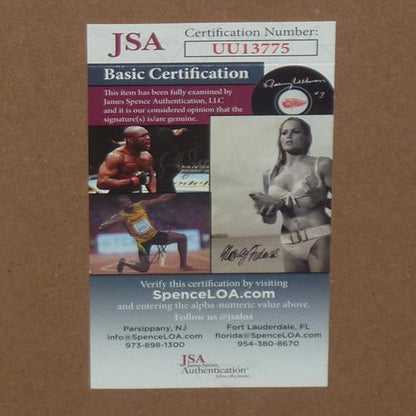 JSA
Certification Number:
UU13775
Basic Certification
This item has been fully examined by
James Spence Authentication, LLC
and it is our considered opinion that the
signature(s) is/are genuine.
Verify this certification by visiting
SpenceLOA.com
and entering the alpha-numeric value above.
Follow us @jsaloa
Parsippany, NJ
info@SpenceLOA.com
973-898-1300
Fort Lauderdale, FL
florida@SpenceLOA.com
954-380-8670
JSA
James Spence
Authentication